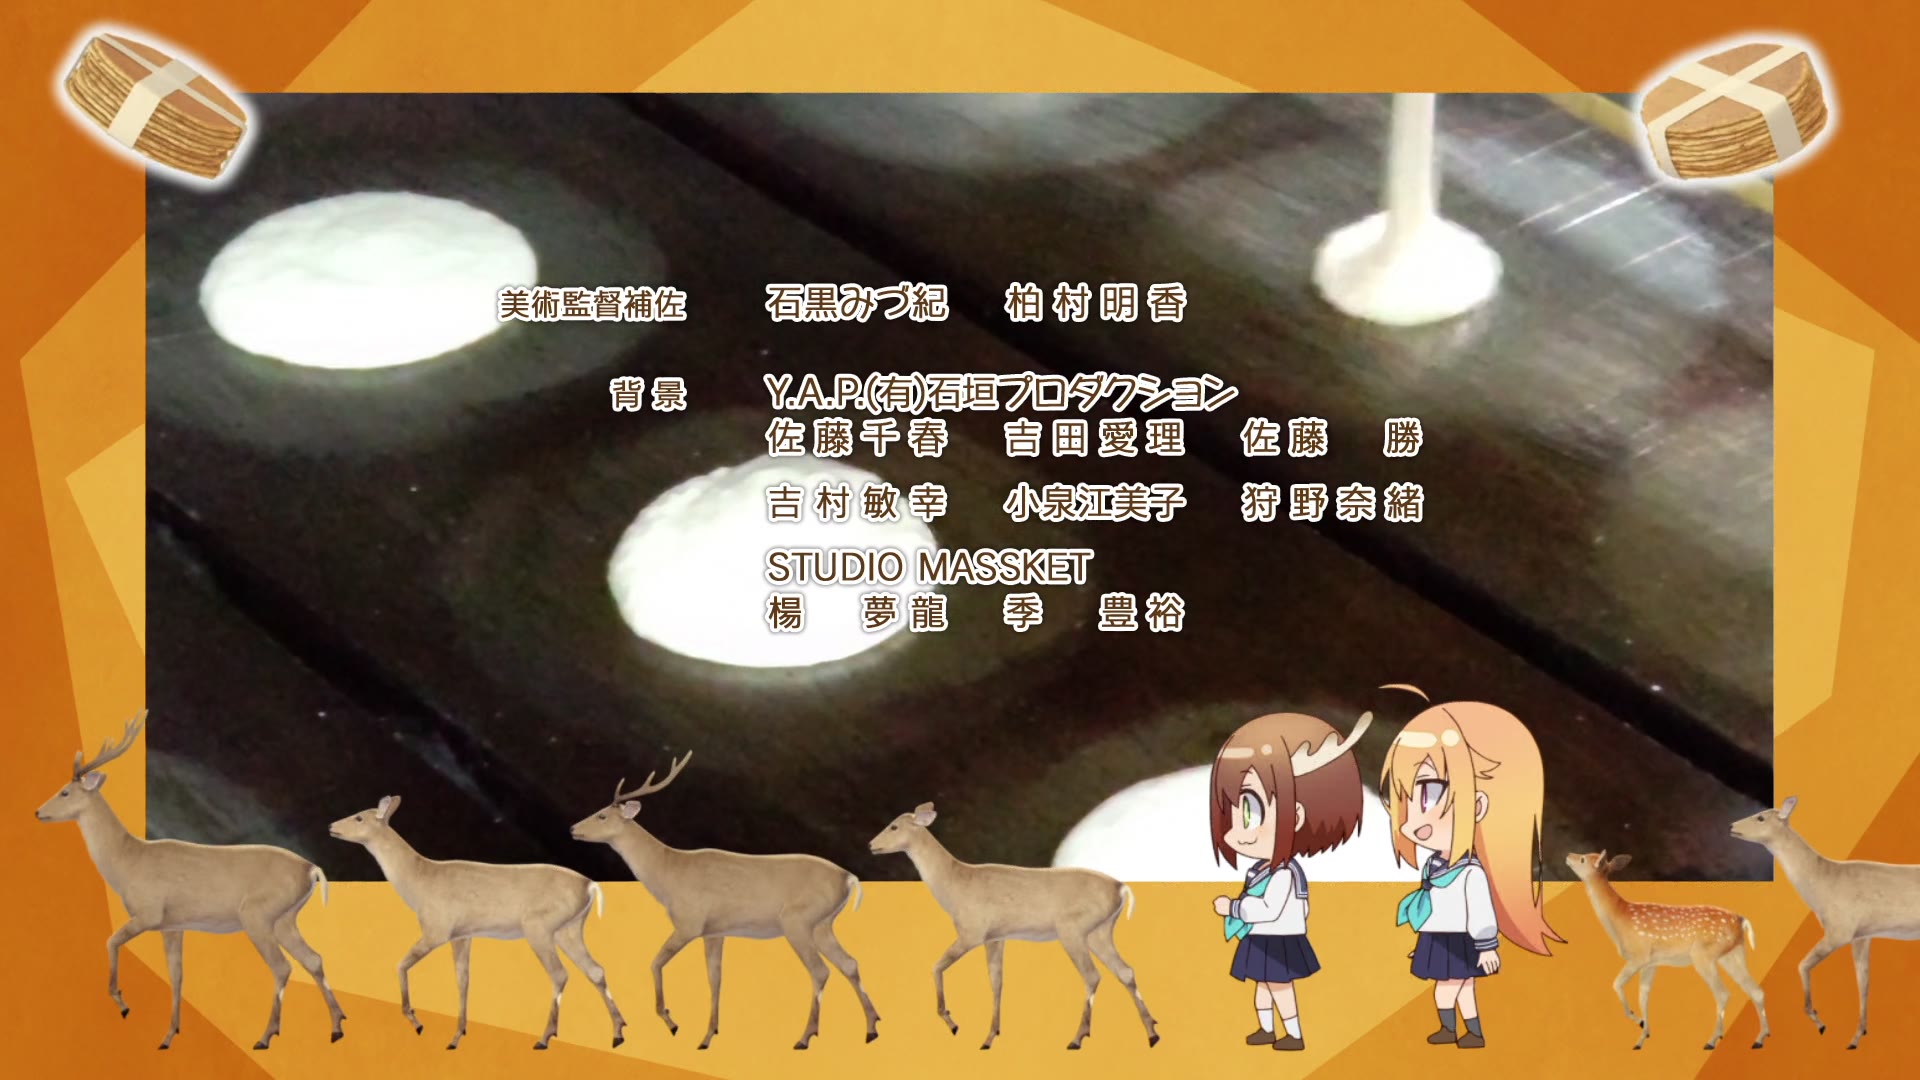 美術監督補佐 石黒みづ紀 柏村明香
背景 Y.A.P.(有)石垣プロダクション
佐藤千春 吉田愛理 佐藤 勝
吉村敏幸 小泉江美子 狩野奈緒
STUDIO MASSKET
楊 夢龍 季 豊裕